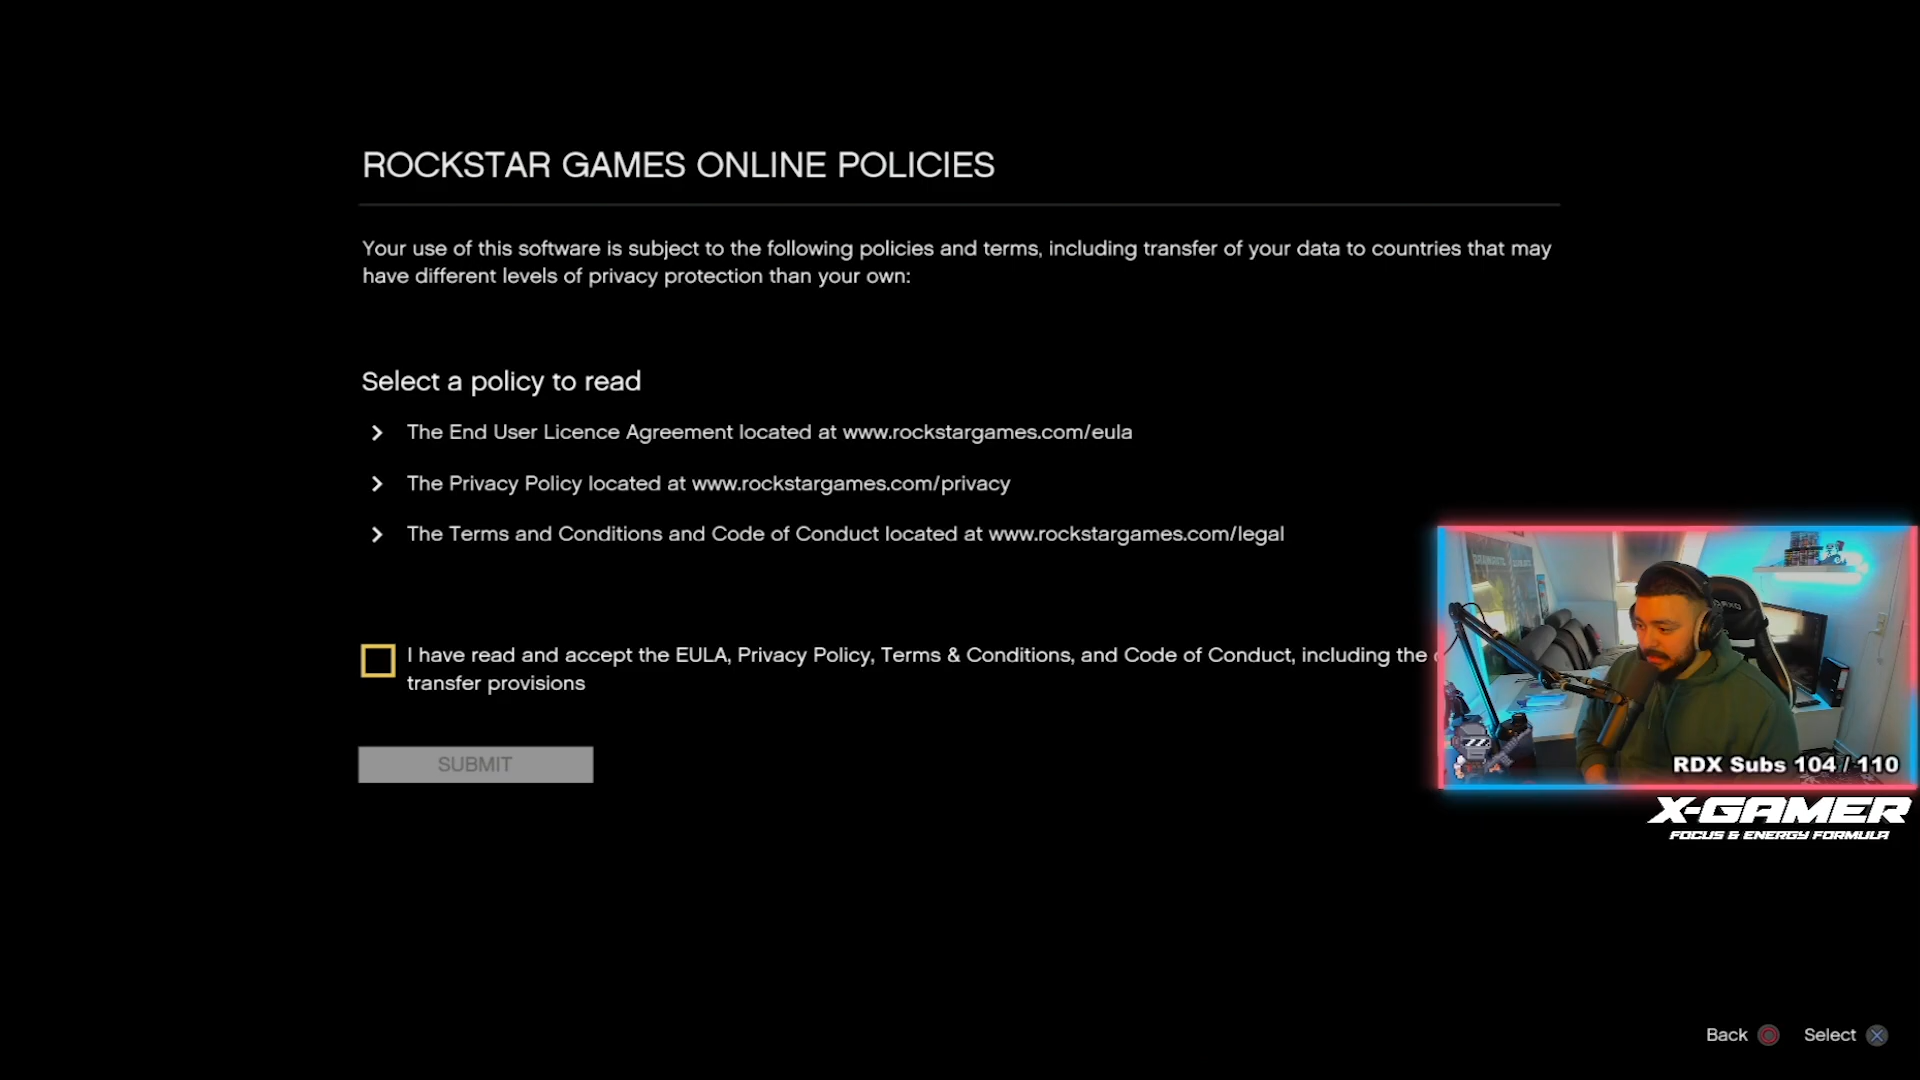 ROCKSTAR GAMES ONLINE POLICIES
Your use of this software is subject to the following policies and terms, including transfer of your data to countries that may
have different levels of privacy protection than your own:
Select a policy to read
The End User Licence Agreement located at www.rockstargames.com/eula
The Privacy Policy located at www.rockstargames.com/privacy
The Terms and Conditions and Code of Conduct located at www.rockstargames.com/legal
I have read and accept the EULA, Privacy Policy, Terms & Conditions, and Code of Conduct, including the
transfer provisions
SUBMIT
RDX Subs 104 / 110
X-GAMER
FOCUS & ENERGY FORMULA
Back
Select